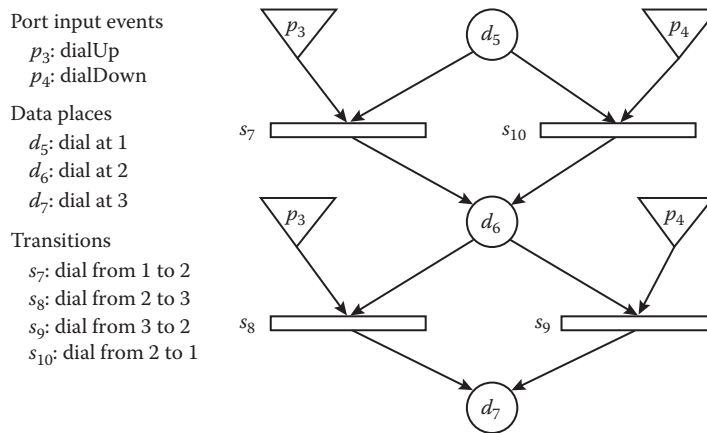 Port input events
p3: dialUp
p4: dialDown
Data places
d5: dial at 1
d6: dial at 2
d7: dial at 3
Transitions
s7: dial from 1 to 2
s8: dial from 2 to 3
s9: dial from 3 to 2
s10: dial from 2 to 1
p3
d5
p4
s7
s10
p3
d6
p4
s8
s9
d7